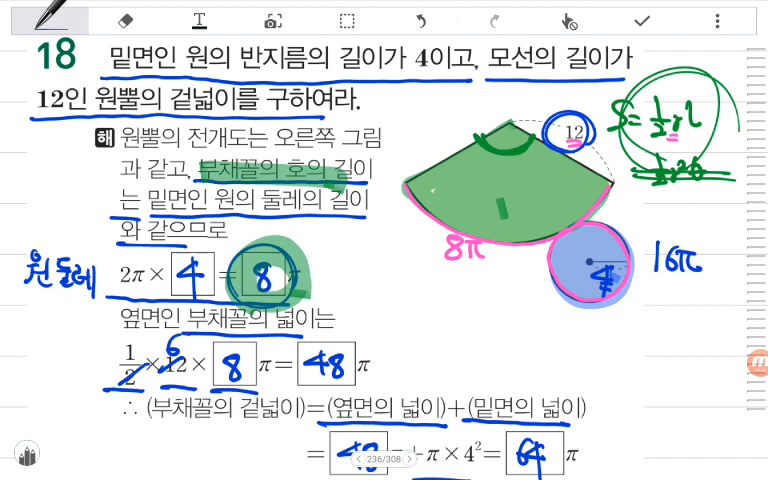 18 밑면인 원의 반지름의 길이가 4이고, 모선의 길이가
12인 원뿔의 겉넓이를 구하여라.
S=½rl
해 원뿔의 전개도는 오른쪽 그림
과 같고, 부채꼴의 호의 길이
는 밑면인 원의 둘레의 길이
와 같으므로
12
8π
4
16π
원 둘레
2π × 4 = 8 π
옆면인 부채꼴의 넓이는
6
1/2 × 12 × 8 π = 48 π
∴ (부채꼴의 겉넓이)=(옆면의 넓이)+(밑면의 넓이)
= 48 + π × 4² = 64 π
236/308